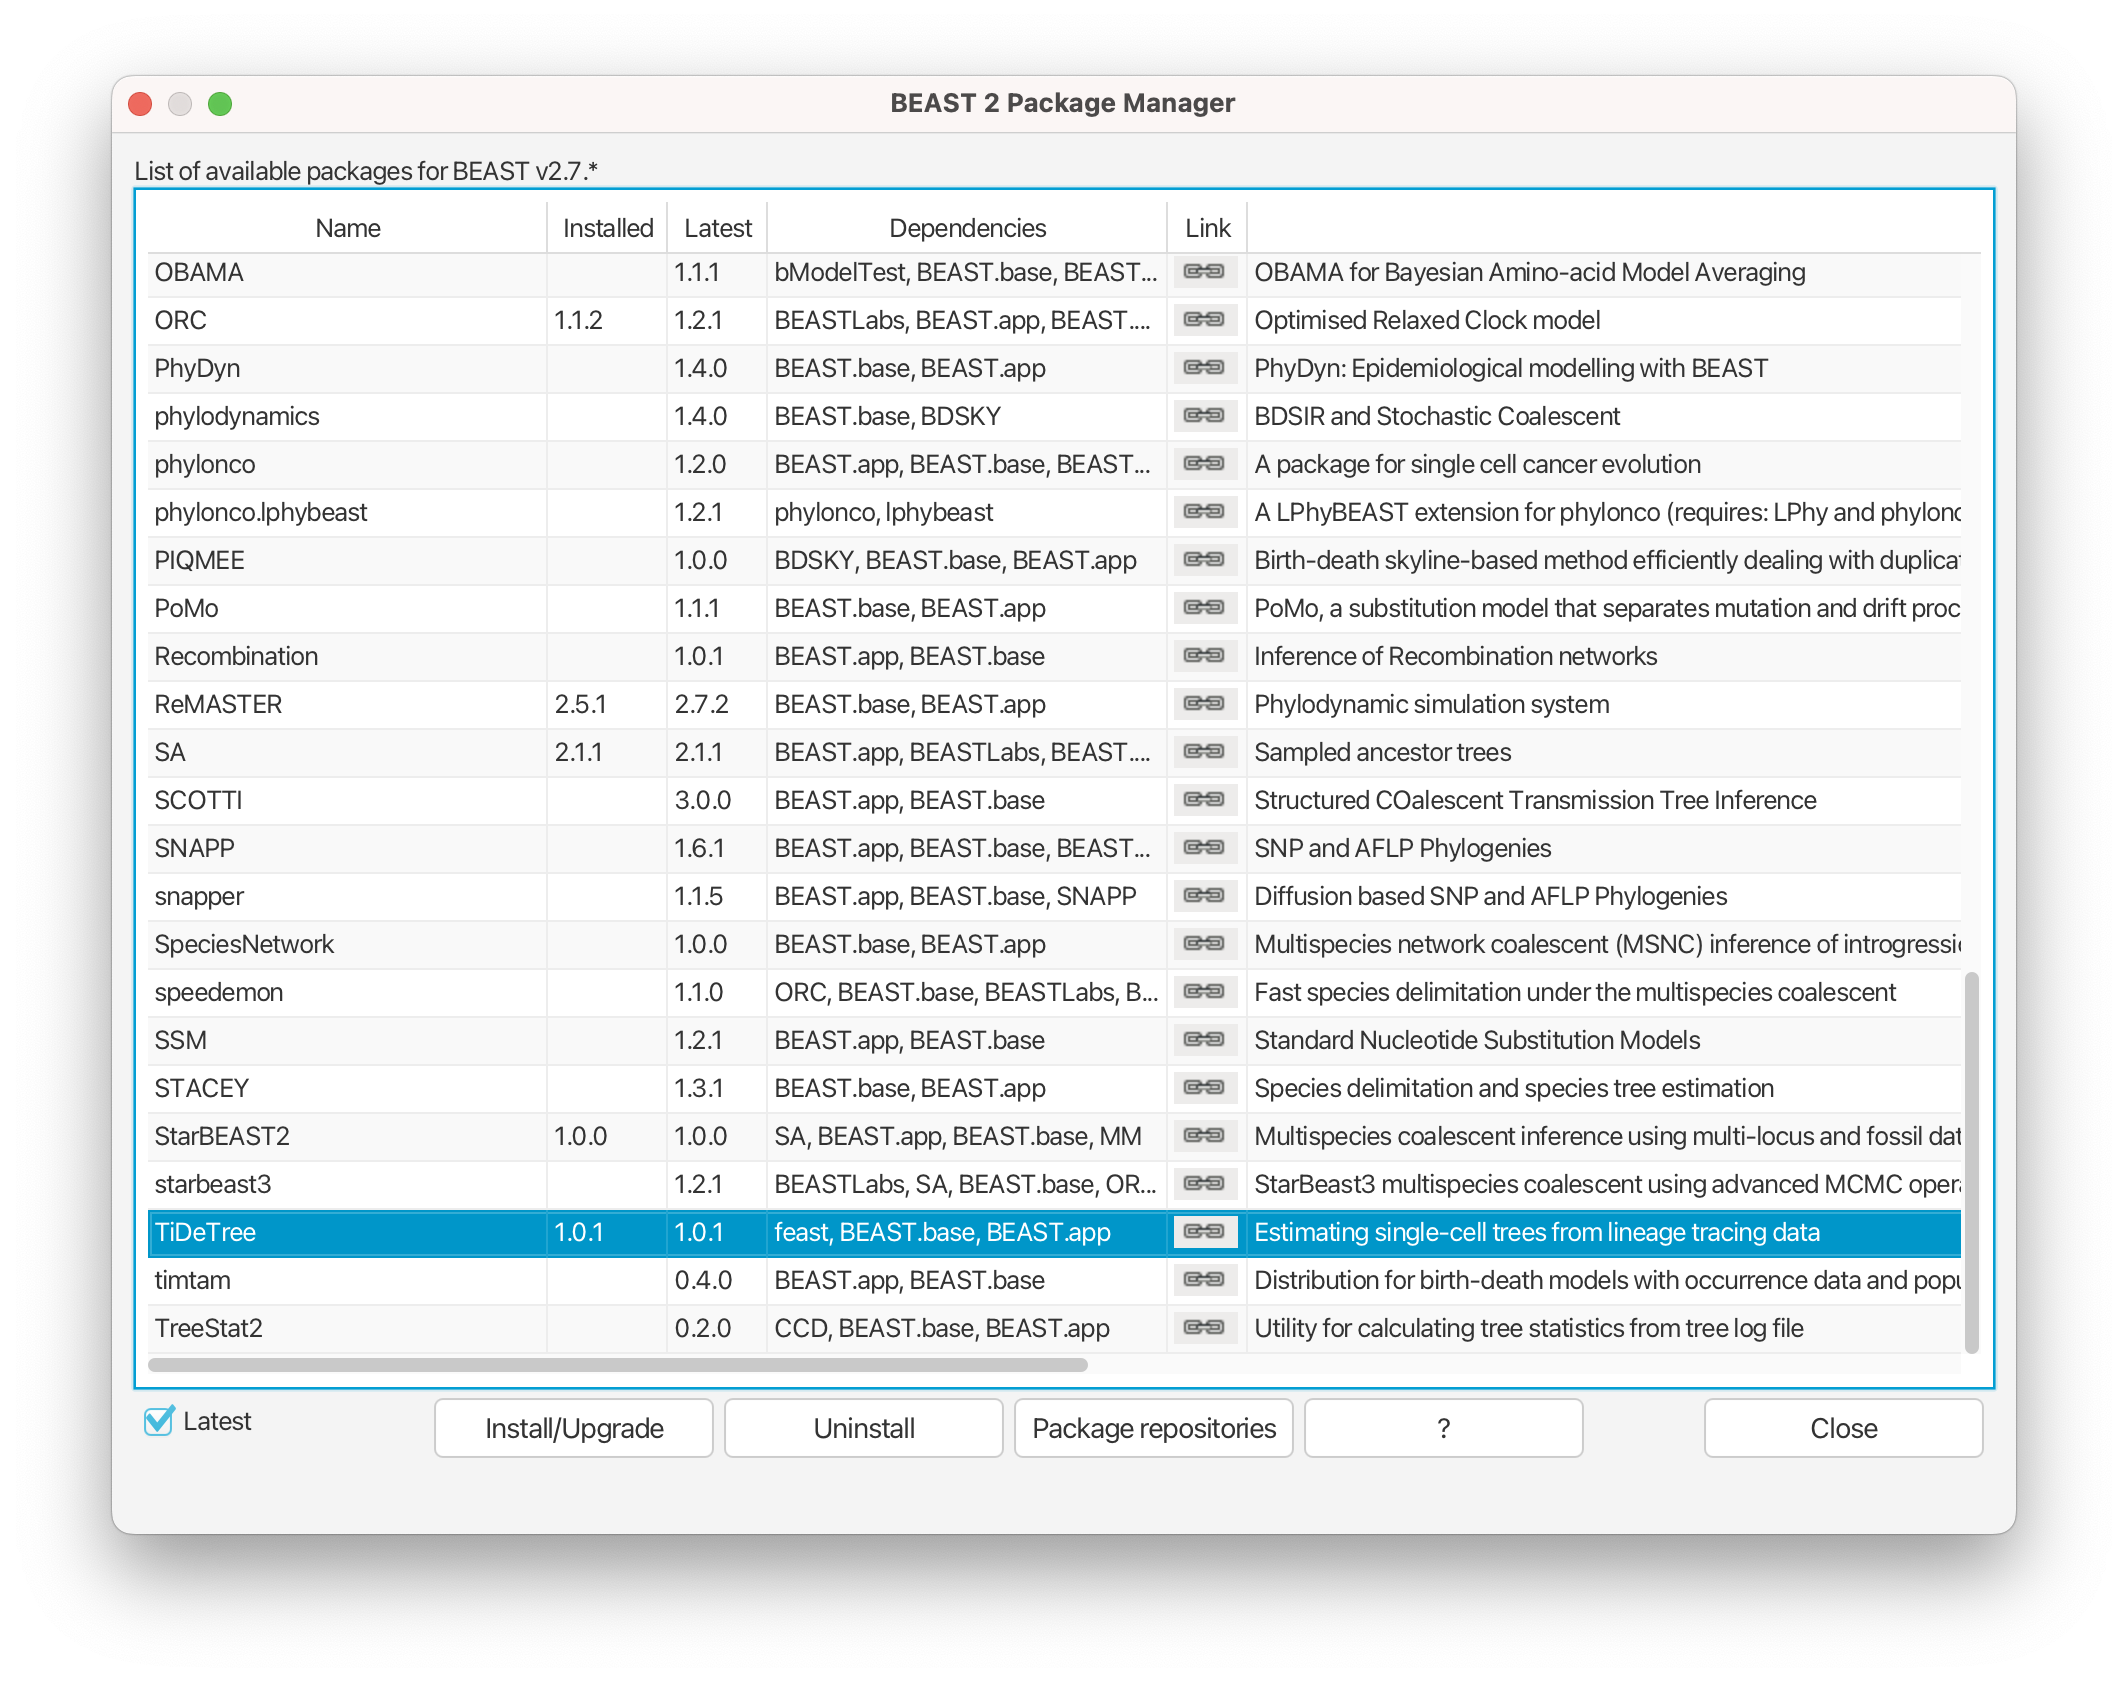 BEAST 2 Package Manager
List of available packages for BEAST v2.7.*
Name Installed Latest Dependencies Link
OBAMA 1.1.1 bModelTest, BEAST.base, BEAST... OBAMA for Bayesian Amino-acid Model Averaging
ORC 1.1.2 1.2.1 BEASTLabs, BEAST.app, BEAST.... Optimised Relaxed Clock model
PhyDyn 1.4.0 BEAST.base, BEAST.app PhyDyn: Epidemiological modelling with BEAST
phylodynamics 1.4.0 BEAST.base, BDSKY BDSIR and Stochastic Coalescent
phylonco 1.2.0 BEAST.app, BEAST.base, BEAST... A package for single cell cancer evolution
phylonco.lphybeast 1.2.1 phylonco, lphybeast A LPhyBEAST extension for phylonco (requires: LPhy and phylonc
PIQMEE 1.0.0 BDSKY, BEAST.base, BEAST.app Birth-death skyline-based method efficiently dealing with duplicat
PoMo 1.1.1 BEAST.base, BEAST.app PoMo, a substitution model that separates mutation and drift proc
Recombination 1.0.1 BEAST.app, BEAST.base Inference of Recombination networks
ReMASTER 2.5.1 2.7.2 BEAST.base, BEAST.app Phylodynamic simulation system
SA 2.1.1 2.1.1 BEAST.app, BEASTLabs, BEAST.... Sampled ancestor trees
SCOTTI 3.0.0 BEAST.app, BEAST.base Structured COalescent Transmission Tree Inference
SNAPP 1.6.1 BEAST.app, BEAST.base, BEAST... SNP and AFLP Phylogenies
snapper 1.1.5 BEAST.app, BEAST.base, SNAPP Diffusion based SNP and AFLP Phylogenies
SpeciesNetwork 1.0.0 BEAST.base, BEAST.app Multispecies network coalescent (MSNC) inference of introgressi
speedemon 1.1.0 ORC, BEAST.base, BEASTLabs, B... Fast species delimitation under the multispecies coalescent
SSM 1.2.1 BEAST.app, BEAST.base Standard Nucleotide Substitution Models
STACEY 1.3.1 BEAST.base, BEAST.app Species delimitation and species tree estimation
StarBEAST2 1.0.0 1.0.0 SA, BEAST.app, BEAST.base, MM Multispecies coalescent inference using multi-locus and fossil dat
starbeast3 1.2.1 BEASTLabs, SA, BEAST.base, OR... StarBeast3 multispecies coalescent using advanced MCMC oper
TiDeTree 1.0.1 1.0.1 feast, BEAST.base, BEAST.app Estimating single-cell trees from lineage tracing data
timtam 0.4.0 BEAST.app, BEAST.base Distribution for birth-death models with occurrence data and popu
TreeStat2 0.2.0 CCD, BEAST.base, BEAST.app Utility for calculating tree statistics from tree log file
Latest Install/Upgrade Uninstall Package repositories ? Close